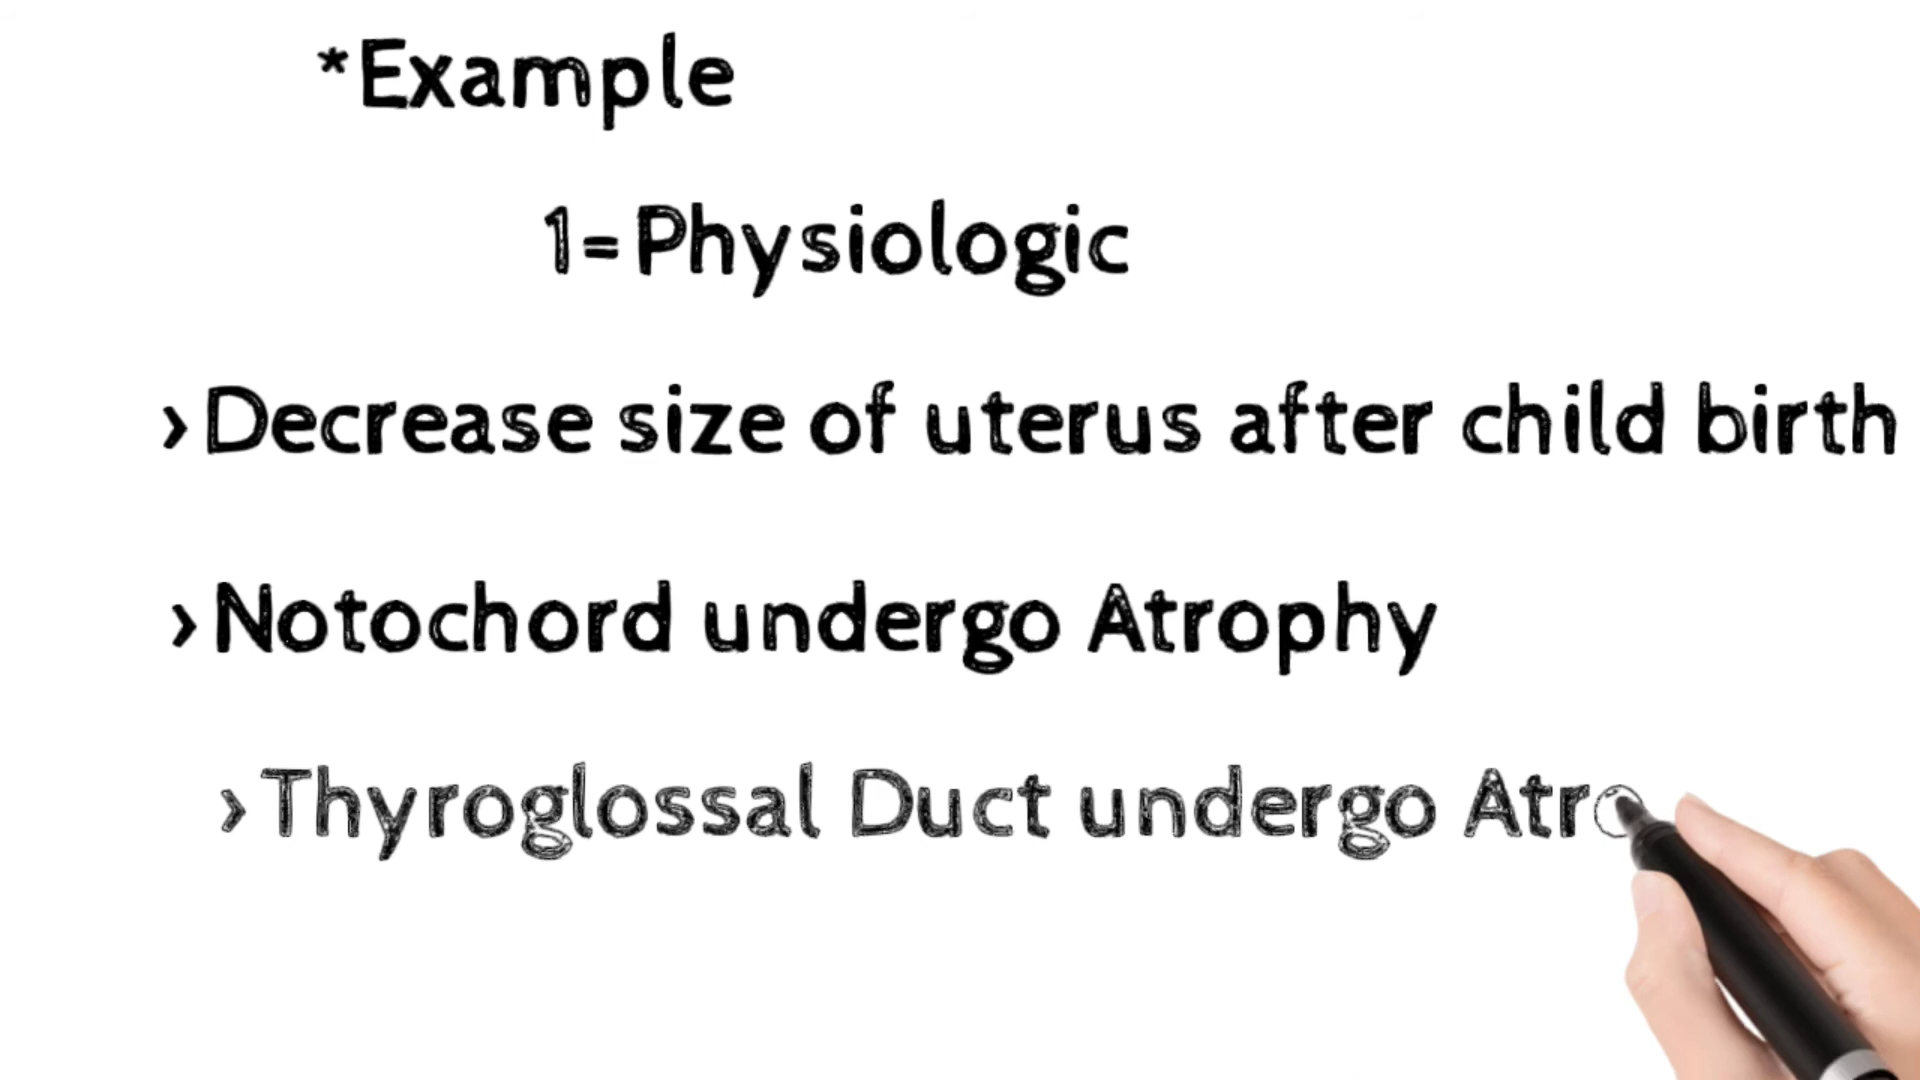 *Example
1=Physiologic
›Decrease size of uterus after child birth
›Notochord undergo Atrophy
›Thyroglossal Duct undergo Atro